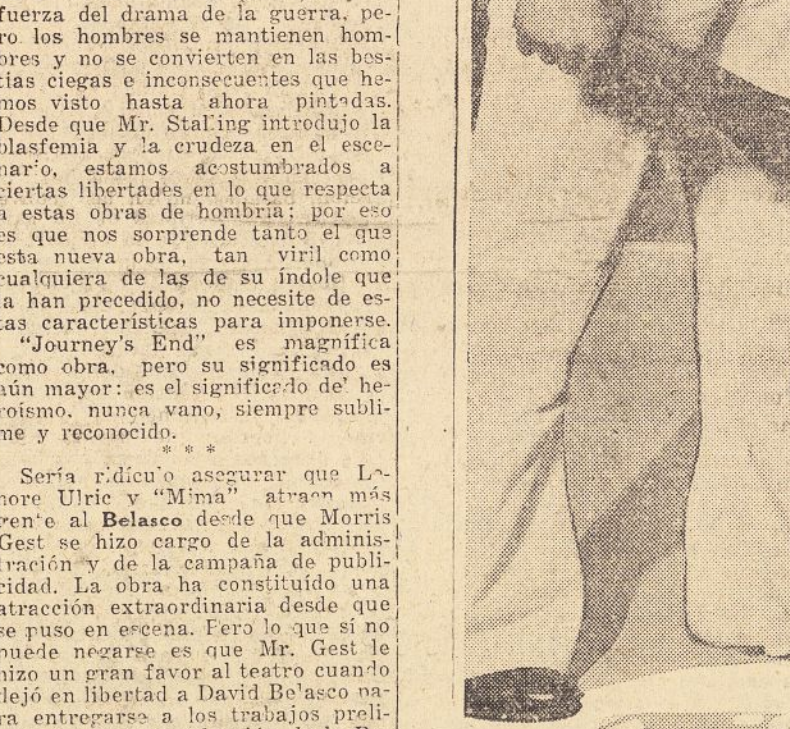 fuerza del drama de la guerra, pe-
ro los hombres se mantienen hom-
bres y no se convierten en las bes-
tias ciegas e inconsecuentes que he-
mos visto hasta ahora pintadas.
Desde que Mr. Stalling introdujo la
blasfemia y la crudeza en el esce-
nario, estamos acostumbrados a
ciertas libertades en lo que respecta
a estas obras de hombría; por eso
es que nos sorprende tanto el que
esta nueva obra, tan viril como
cualquiera de las de su índole que
la han precedido, no necesite de es-
tas características para imponerse.
"Journey's End" es magnífica
como obra, pero su significado es
aún mayor: es el significado del he-
roísmo, nunca vano, siempre subli-
me y reconocido.
* * *
Sería ridículo asegurar que Le-
nore Ulric y "Mima" atraen más
gente al Belasco desde que Morris
Gest se hizo cargo de la adminis-
tración y de la campaña de publi-
cidad. La obra ha constituído una
atracción extraordinaria desde que
se puso en escena. Pero lo que sí no
puede negarse es que Mr. Gest le
hizo un gran favor al teatro cuando
dejó en libertad a David Belasco pa-
ra entregarse a los trabajos preli-